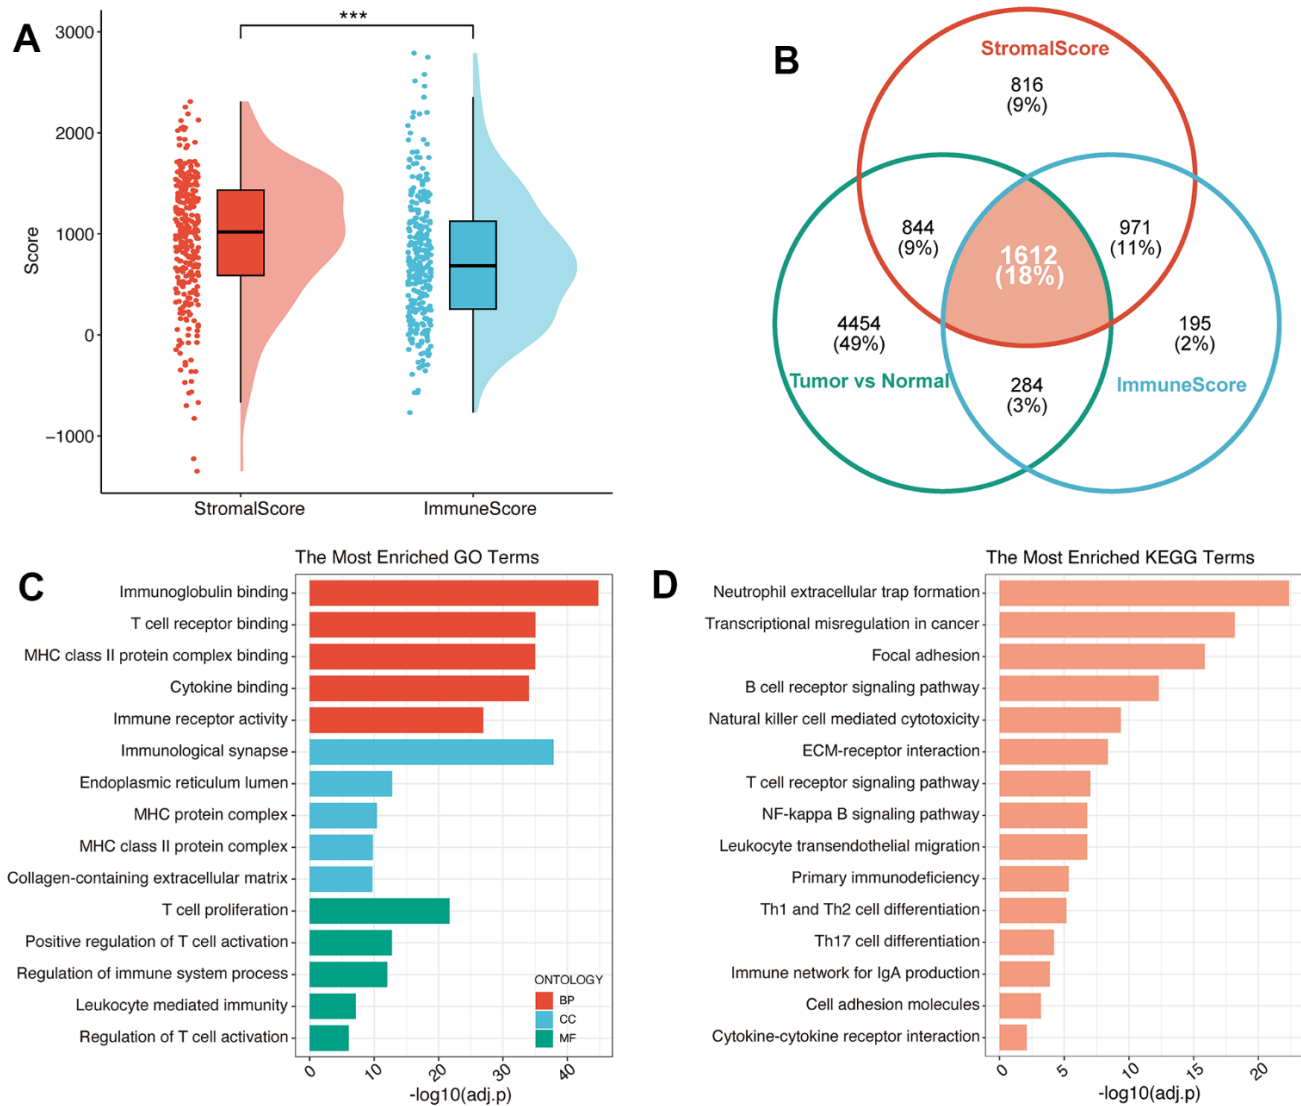 A
***
3000
2000
1000
0
−1000
Score
StromalScore
ImmuneScore
B
StromalScore
816
(9%)
844
(9%)
1612
(18%)
971
(11%)
4454
(49%)
195
(2%)
Tumor vs Normal
ImmuneScore
284
(3%)
C
The Most Enriched GO Terms
Immunoglobulin binding
T cell receptor binding
MHC class II protein complex binding
Cytokine binding
Immune receptor activity
Immunological synapse
Endoplasmic reticulum lumen
MHC protein complex
MHC class II protein complex
Collagen-containing extracellular matrix
T cell proliferation
Positive regulation of T cell activation
Regulation of immune system process
Leukocyte mediated immunity
Regulation of T cell activation
ONTOLOGY
BP
CC
MF
0 10 20 30 40
-log10(adj.p)
D
The Most Enriched KEGG Terms
Neutrophil extracellular trap formation
Transcriptional misregulation in cancer
Focal adhesion
B cell receptor signaling pathway
Natural killer cell mediated cytotoxicity
ECM-receptor interaction
T cell receptor signaling pathway
NF-kappa B signaling pathway
Leukocyte transendothelial migration
Primary immunodeficiency
Th1 and Th2 cell differentiation
Th17 cell differentiation
Immune network for IgA production
Cell adhesion molecules
Cytokine-cytokine receptor interaction
0 5 10 15 20
-log10(adj.p)